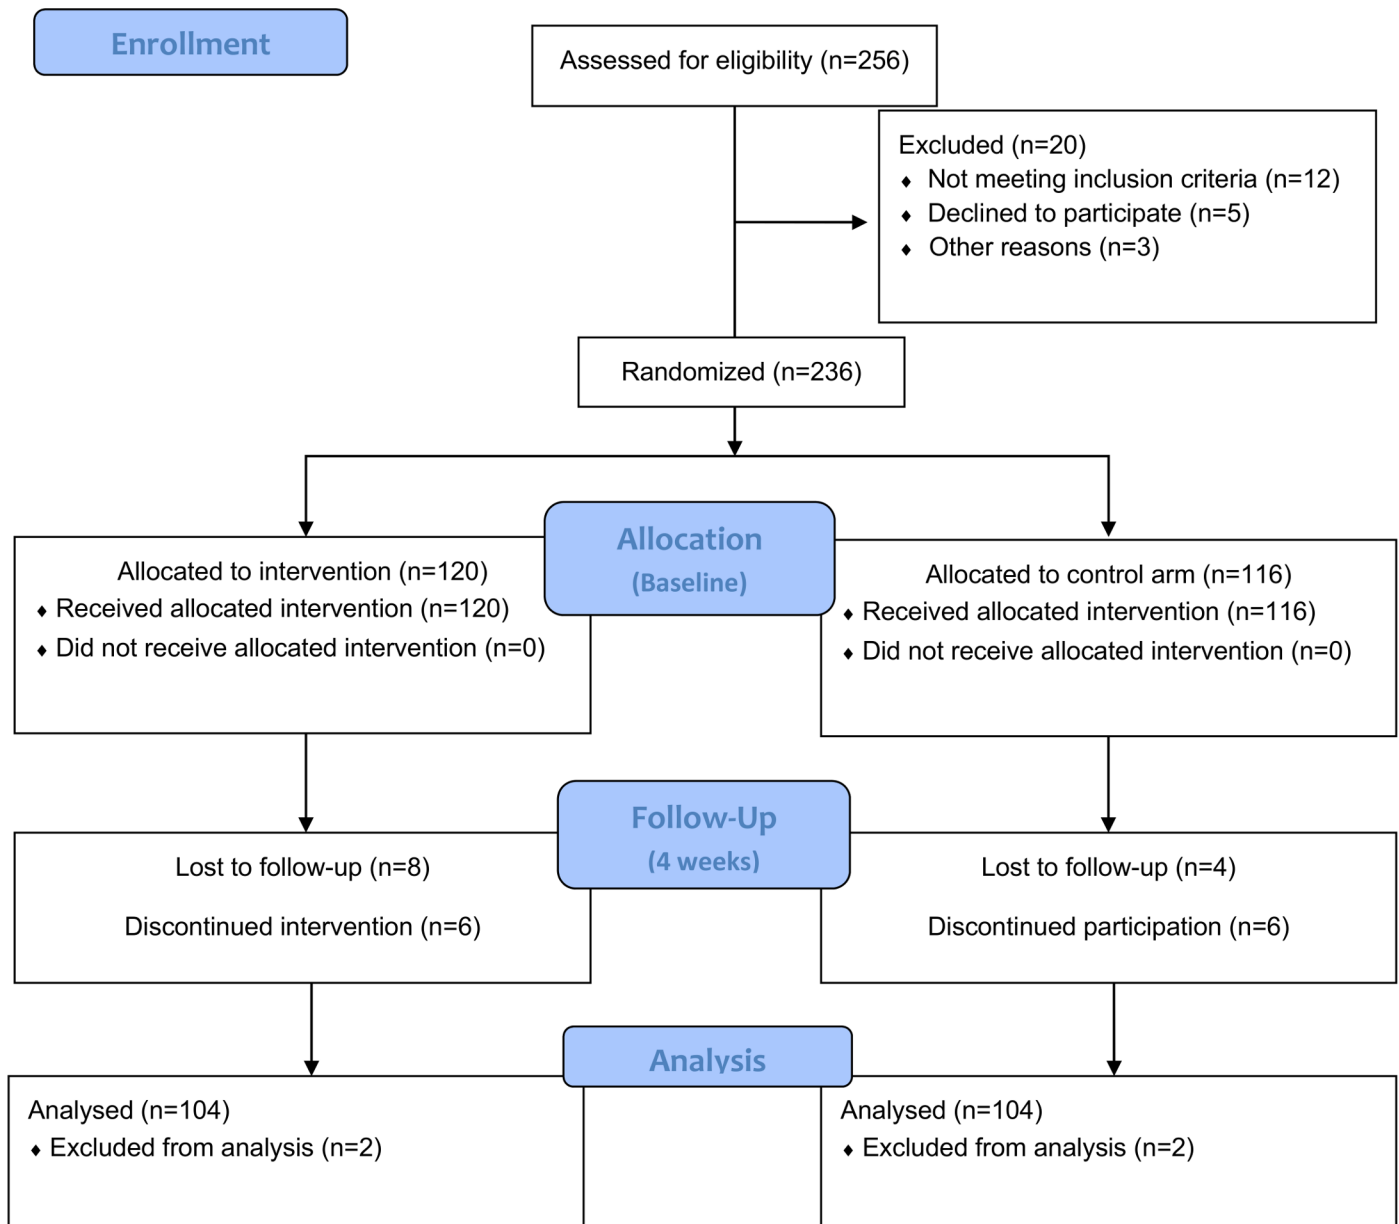 Enrollment
Assessed for eligibility (n=256)
Excluded (n=20)
♦ Not meeting inclusion criteria (n=12)
♦ Declined to participate (n=5)
♦ Other reasons (n=3)
Randomized (n=236)
Allocation
(Baseline)
Allocated to intervention (n=120)
♦ Received allocated intervention (n=120)
♦ Did not receive allocated intervention (n=0)
Allocated to control arm (n=116)
♦ Received allocated intervention (n=116)
♦ Did not receive allocated intervention (n=0)
Follow-Up
(4 weeks)
Lost to follow-up (n=8)
Discontinued intervention (n=6)
Lost to follow-up (n=4)
Discontinued participation (n=6)
Analysis
Analysed (n=104)
♦ Excluded from analysis (n=2)
Analysed (n=104)
♦ Excluded from analysis (n=2)